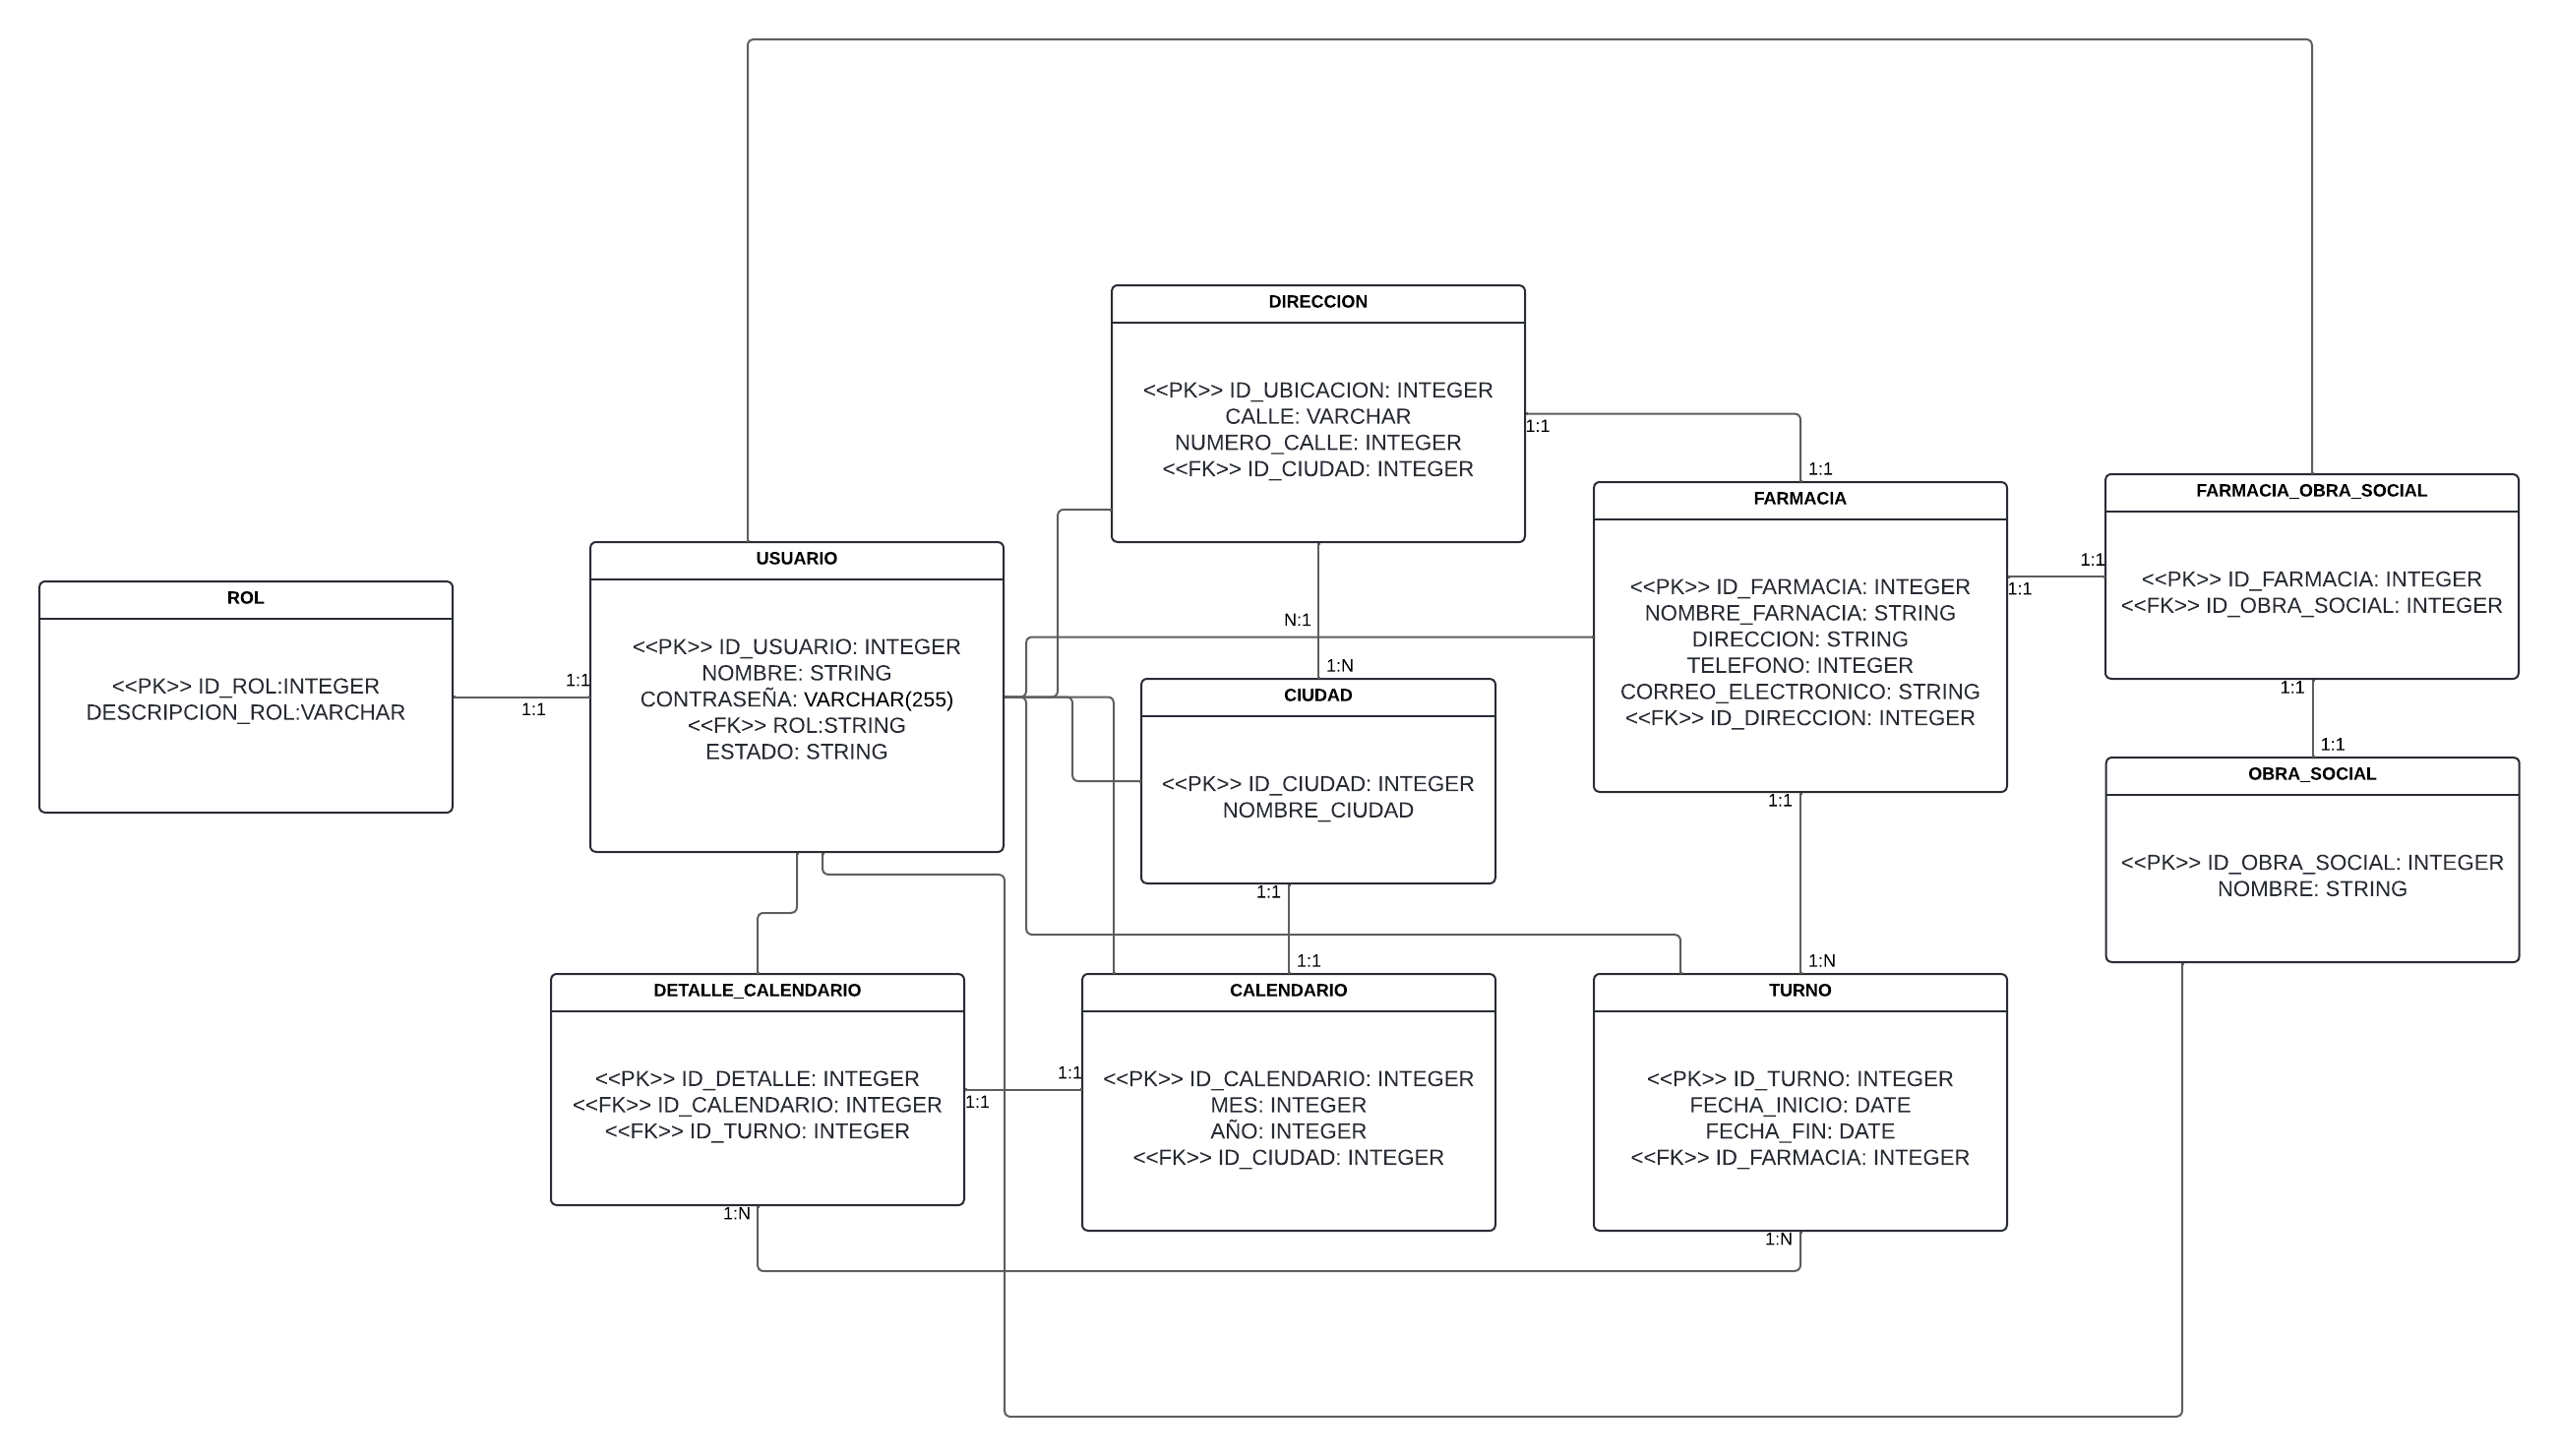 DIRECCION
<<PK>> ID_UBICACION: INTEGER
CALLE: VARCHAR
NUMERO_CALLE: INTEGER
<<FK>> ID_CIUDAD: INTEGER
1:1
1:1
N:1
1:N
FARMACIA
<<PK>> ID_FARMACIA: INTEGER
NOMBRE_FARNACIA: STRING
DIRECCION: STRING
TELEFONO: INTEGER
CORREO_ELECTRONICO: STRING
<<FK>> ID_DIRECCION: INTEGER
1:1
1:1
1:1
FARMACIA_OBRA_SOCIAL
<<PK>> ID_FARMACIA: INTEGER
<<FK>> ID_OBRA_SOCIAL: INTEGER
1:1
1:1
USUARIO
<<PK>> ID_USUARIO: INTEGER
NOMBRE: STRING
CONTRASEÑA: VARCHAR(255)
<<FK>> ROL:STRING
ESTADO: STRING
ROL
<<PK>> ID_ROL:INTEGER
DESCRIPCION_ROL:VARCHAR
1:1
1:1
CIUDAD
<<PK>> ID_CIUDAD: INTEGER
NOMBRE_CIUDAD
1:1
1:1
OBRA_SOCIAL
<<PK>> ID_OBRA_SOCIAL: INTEGER
NOMBRE: STRING
DETALLE_CALENDARIO
<<PK>> ID_DETALLE: INTEGER
<<FK>> ID_CALENDARIO: INTEGER
<<FK>> ID_TURNO: INTEGER
1:1
1:1
1:N
CALENDARIO
<<PK>> ID_CALENDARIO: INTEGER
MES: INTEGER
AÑO: INTEGER
<<FK>> ID_CIUDAD: INTEGER
1:N
TURNO
<<PK>> ID_TURNO: INTEGER
FECHA_INICIO: DATE
FECHA_FIN: DATE
<<FK>> ID_FARMACIA: INTEGER
1:N